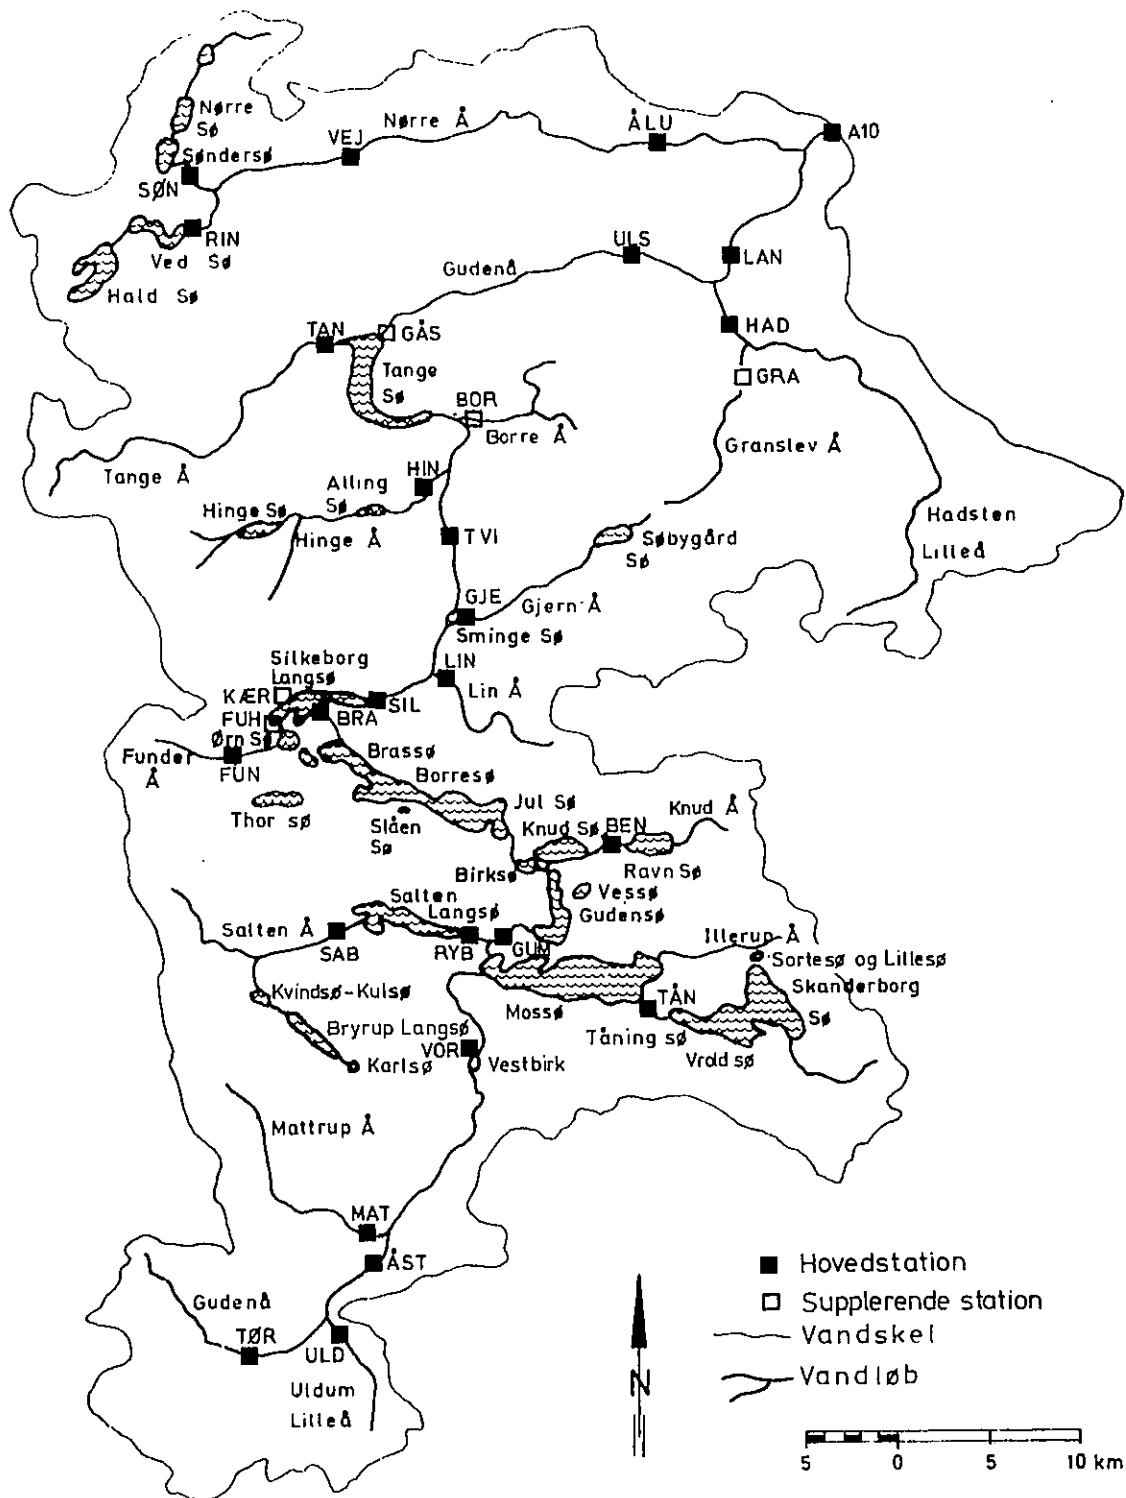 Nørre
Sø
Søndersø
SØN
VEJ
Nørre Å
ÅLU
A10
RIN
Ved Sø
Hald Sø
ULS
LAN
Gudenå
HAD
TAN
GÅS
GRA
Tange
Sø
BOR
Borre Å
Granslev Å
Tange Å
HIN
Alling
Sø
Hinge Sø
Hinge Å
TVI
Hadsten
Lilleå
Søbygård
Sø
GJE
Gjern Å
Sminge Sø
LIN
Lin Å
Silkeborg
Langsø
KÆR
SIL
FUH
BRA
Ørn Sø
Funder
Å
FUN
Brassø
Borresø
Thor sø
Slåen
Sø
Jul Sø
Knud Å
Knud Sø
BEN
Ravn Sø
Birksø
Vessø
Gudensø
Salten
Langsø
Salten Å
SAB
RYB
GUM
Illerup Å
Sortesø og Lillesø
Skanderborg
Sø
Kvindsø-Kulsø
Mossø
TÅN
Tåning sø
Vrold sø
Bryrup Langsø
VOR
Karlsø
Vestbirk
Mattrup Å
MAT
ÅST
Gudenå
TØR
ULD
Uldum
Lilleå
Hovedstation
Supplerende station
Vandskel
Vandløb
N
5 0 5 10 km